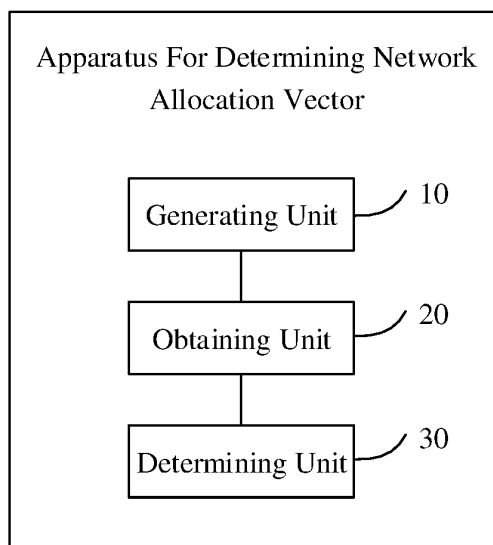 Apparatus For Determining Network
Allocation Vector
Generating Unit
10
Obtaining Unit
20
Determining Unit
30